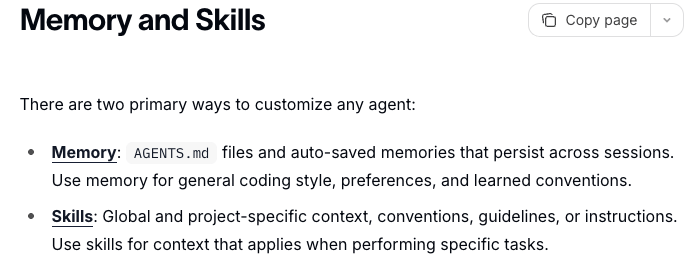 Memory and Skills
Copy page
There are two primary ways to customize any agent:
Memory: AGENTS.md files and auto-saved memories that persist across sessions.
Use memory for general coding style, preferences, and learned conventions.
Skills: Global and project-specific context, conventions, guidelines, or instructions.
Use skills for context that applies when performing specific tasks.